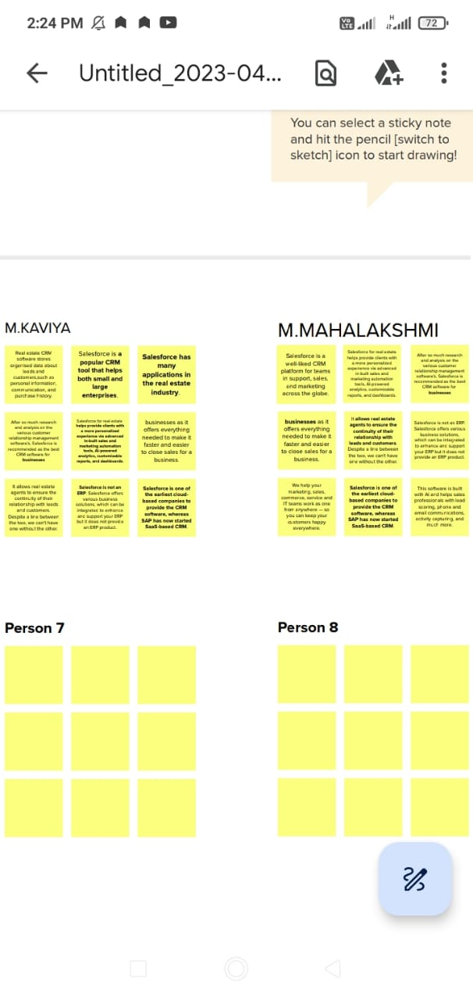 2:24 PM
Vo
LTE
H
72
Untitled_2023-04...
You can select a sticky note
and hit the pencil [switch to
sketch] icon to start drawing!
M.KAVIYA
Real estate CRM
software stores
organised data about
leads and
customers,such as
personal information,
communication, and
purchase history.
Salesforce is a
popular CRM
tool that helps
both small and
large
enterprises.
Salesforce has
many
applications in
the real estate
industry.
After so much research
and analysis on the
various customer
relationship management
software's, Salesforce is
recommended as the best
CRM software for
businesses
Salesforce for real estate
helps provide clients with
a more personalized
experience via advanced
in-built sales and
marketing automation
tools, AI-powered
analytics, customizable
reports, and dashboards.
businesses as it
offers everything
needed to make it
faster and easier
to close sales for a
business.
It allows real estate
agents to ensure the
continuity of their
relationship with leads
and customers.
Despite a line between
the two, we can't have
one without the other.
Salesforce is not an
ERP. Salesforce offers
various business
solutions, which can be
integrated to enhance
and support your ERP
but it does not provide
an ERP product.
Salesforce is one of
the earliest cloud-
based companies to
provide the CRM
software, whereas
SAP has now started
SaaS-based CRM.
M.MAHALAKSHMI
Salesforce is a
well-liked CRM
platform for teams
in support, sales,
and marketing
across the globe.
Salesforce for real estate
helps provide clients with
a more personalized
experience via advanced
in-built sales and
marketing automation
tools, AI-powered
analytics, customizable
reports, and dashboards.
After so much research
and analysis on the
various customer
relationship management
software's, Salesforce is
recommended as the best
CRM software for
businesses
businesses as it
offers everything
needed to make it
faster and easier
to close sales for a
business.
It allows real estate
agents to ensure the
continuity of their
relationship with
leads and customers.
Despite a line between
the two, we can't have
one without the other.
Salesforce is not an ERP.
Salesforce offers various
business solutions,
which can be integrated
to enhance and support
your ERP but it does not
provide an ERP product.
We help your
marketing, sales,
commerce, service and
IT teams work as one
from anywhere — so
you can keep your
customers happy
everywhere.
Salesforce is one of
the earliest cloud-
based companies to
provide the CRM
software, whereas
SAP has now started
SaaS-based CRM.
This software is built
with AI and helps sales
professionals with lead
scoring, phone and
email communications,
activity capturing, and
much more.
Person 7
Person 8